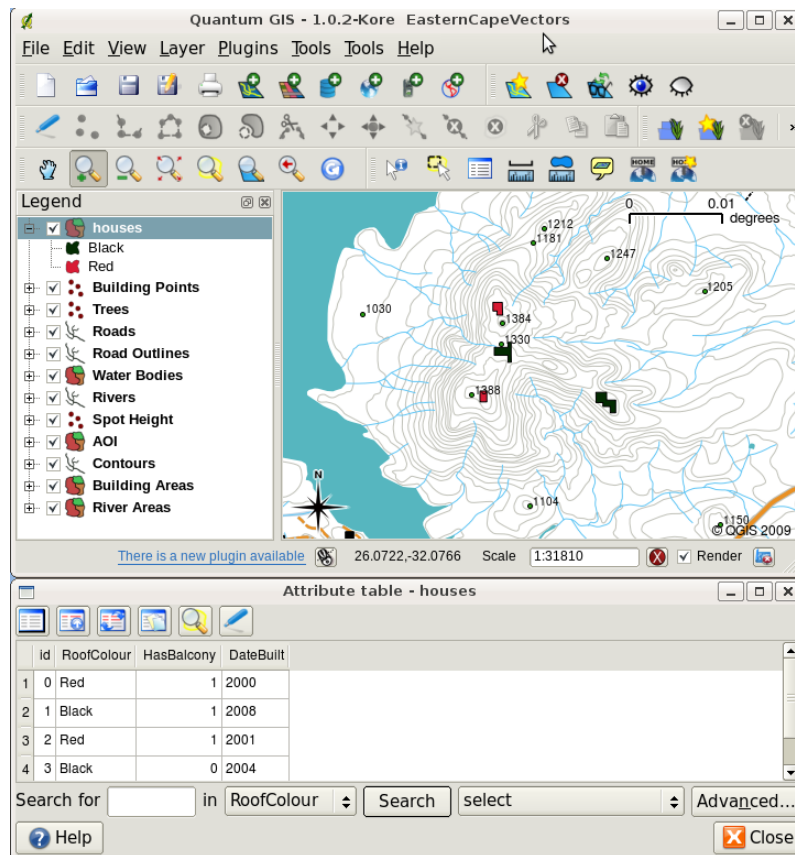 Quantum GIS - 1.0.2-Kore EasternCapeVectors
File Edit View Layer Plugins Tools Tools Help
HOME
Legend
houses
Black
Red
Building Points
Trees
Roads
Road Outlines
Water Bodies
Rivers
Spot Height
AOI
Contours
Building Areas
River Areas
0 0.01
degrees
1212
1181
1247
1205
1030
1384
1330
1388
1104
1150
N
© QGIS 2009
There is a new plugin available 26.0722,-32.0766 Scale 1:31810 Render
Attribute table - houses
id RoofColour HasBalcony DateBuilt
1 0 Red 1 2000
2 1 Black 1 2008
3 2 Red 1 2001
4 3 Black 0 2004
Search for in RoofColour Search select Advanced...
Help Close